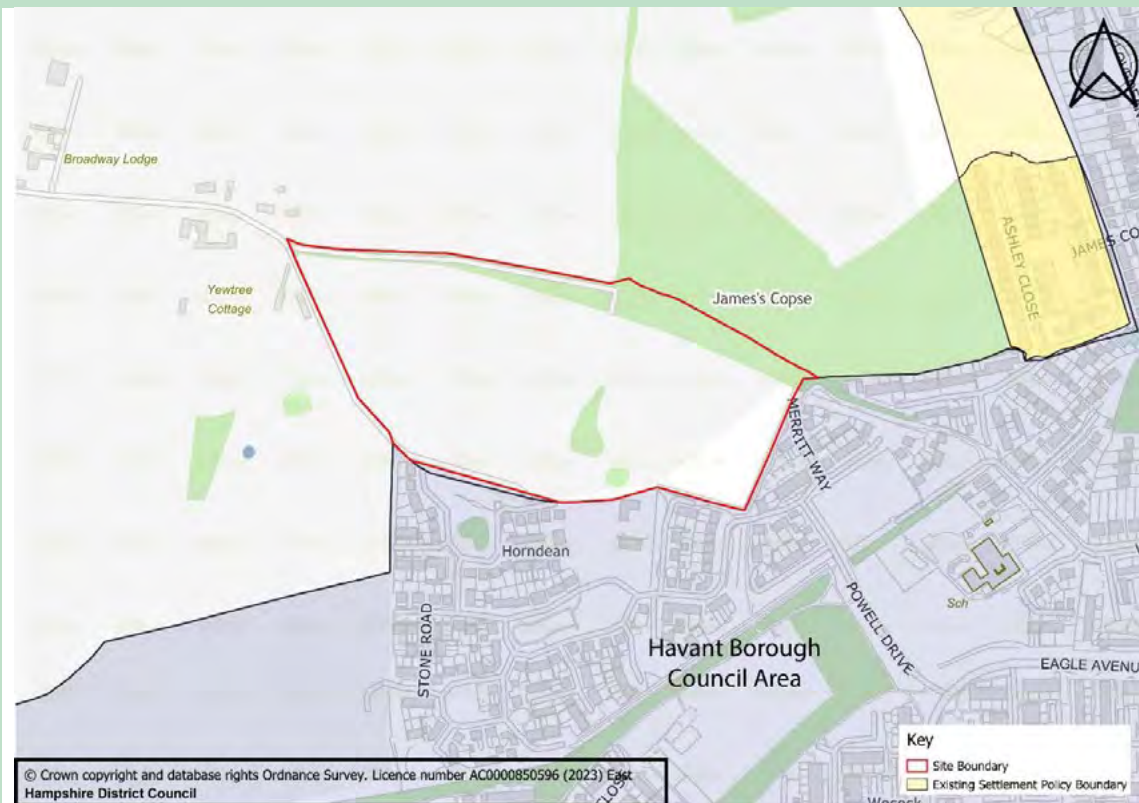 Broadway Lodge
Yewtree
Cottage
James's Copse
ASHLEY CLOSE
JAMES CO
MERRITT WAY
Horndean
STONE ROAD
Sch
POWELL DRIVE
Havant Borough
Council Area
EAGLE AVENU
Key
Site Boundary
Existing Settlement Policy Boundary
© Crown copyright and database rights Ordnance Survey. Licence number AC0000850596 (2023) East
Hampshire District Council
CLOSE